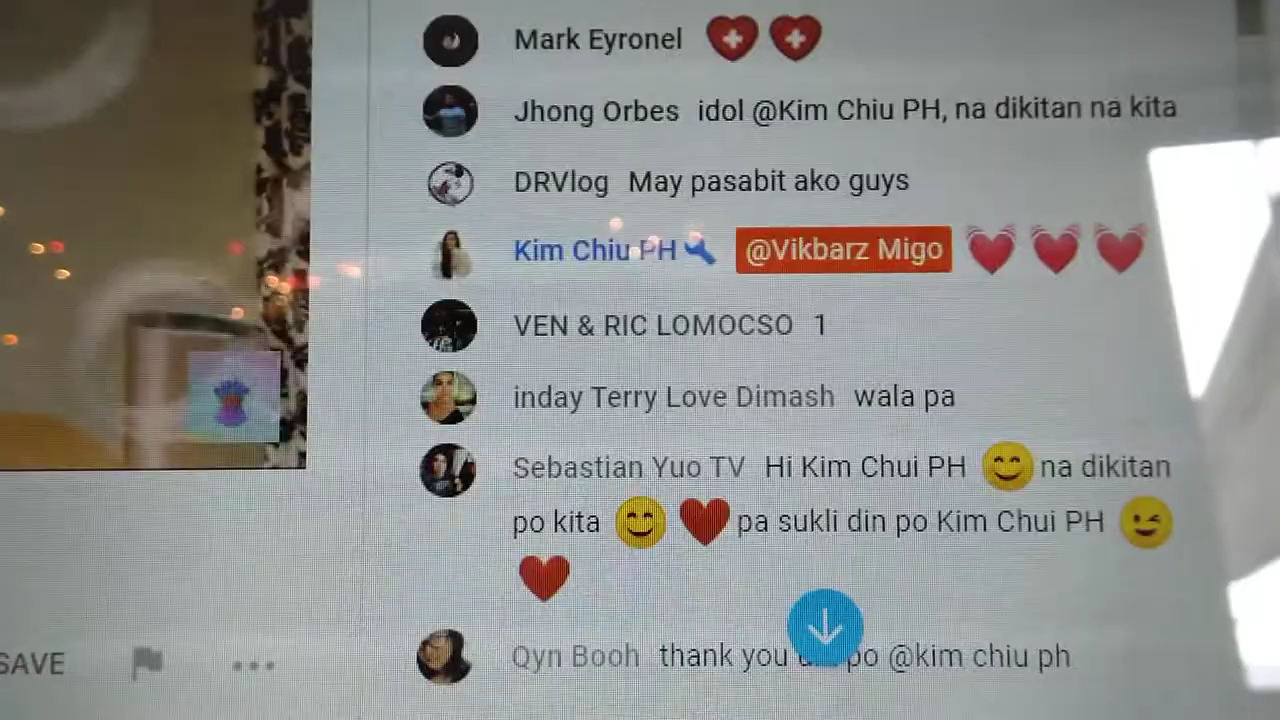 Mark Eyronel
Jhong Orbes idol @Kim Chiu PH, na dikitan na kita
DRVlog May pasabit ako guys
Kim Chiu PH @Vikbarz Migo
VEN & RIC LOMOCSO 1
inday Terry Love Dimash wala pa
Sebastian Yuo TV Hi Kim Chui PH 😊 na dikitan
po kita 😊 ❤ pa sukli din po Kim Chui PH 😉
❤
SAVE
Qyn Booh thank you po @kim chiu ph